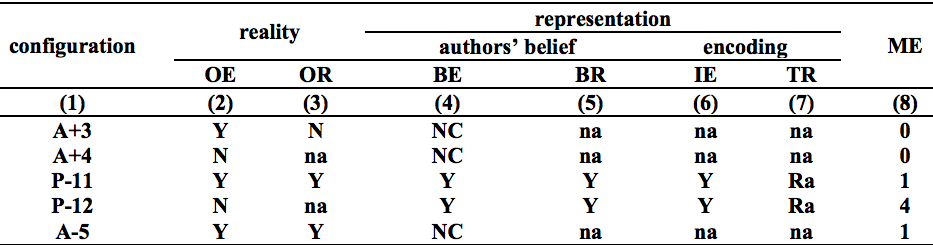 representation
reality
configuration authors' belief encoding ME
OE OR BE BR IE TR
(1) (2) (3) (4) (5) (6) (7) (8)
A+3 Y N NC na na na 0
A+4 N na NC na na na 0
P-11 Y Y Y Y Y Ra 1
P-12 N na Y Y Y Ra 4
A-5 Y Y NC na na na 1